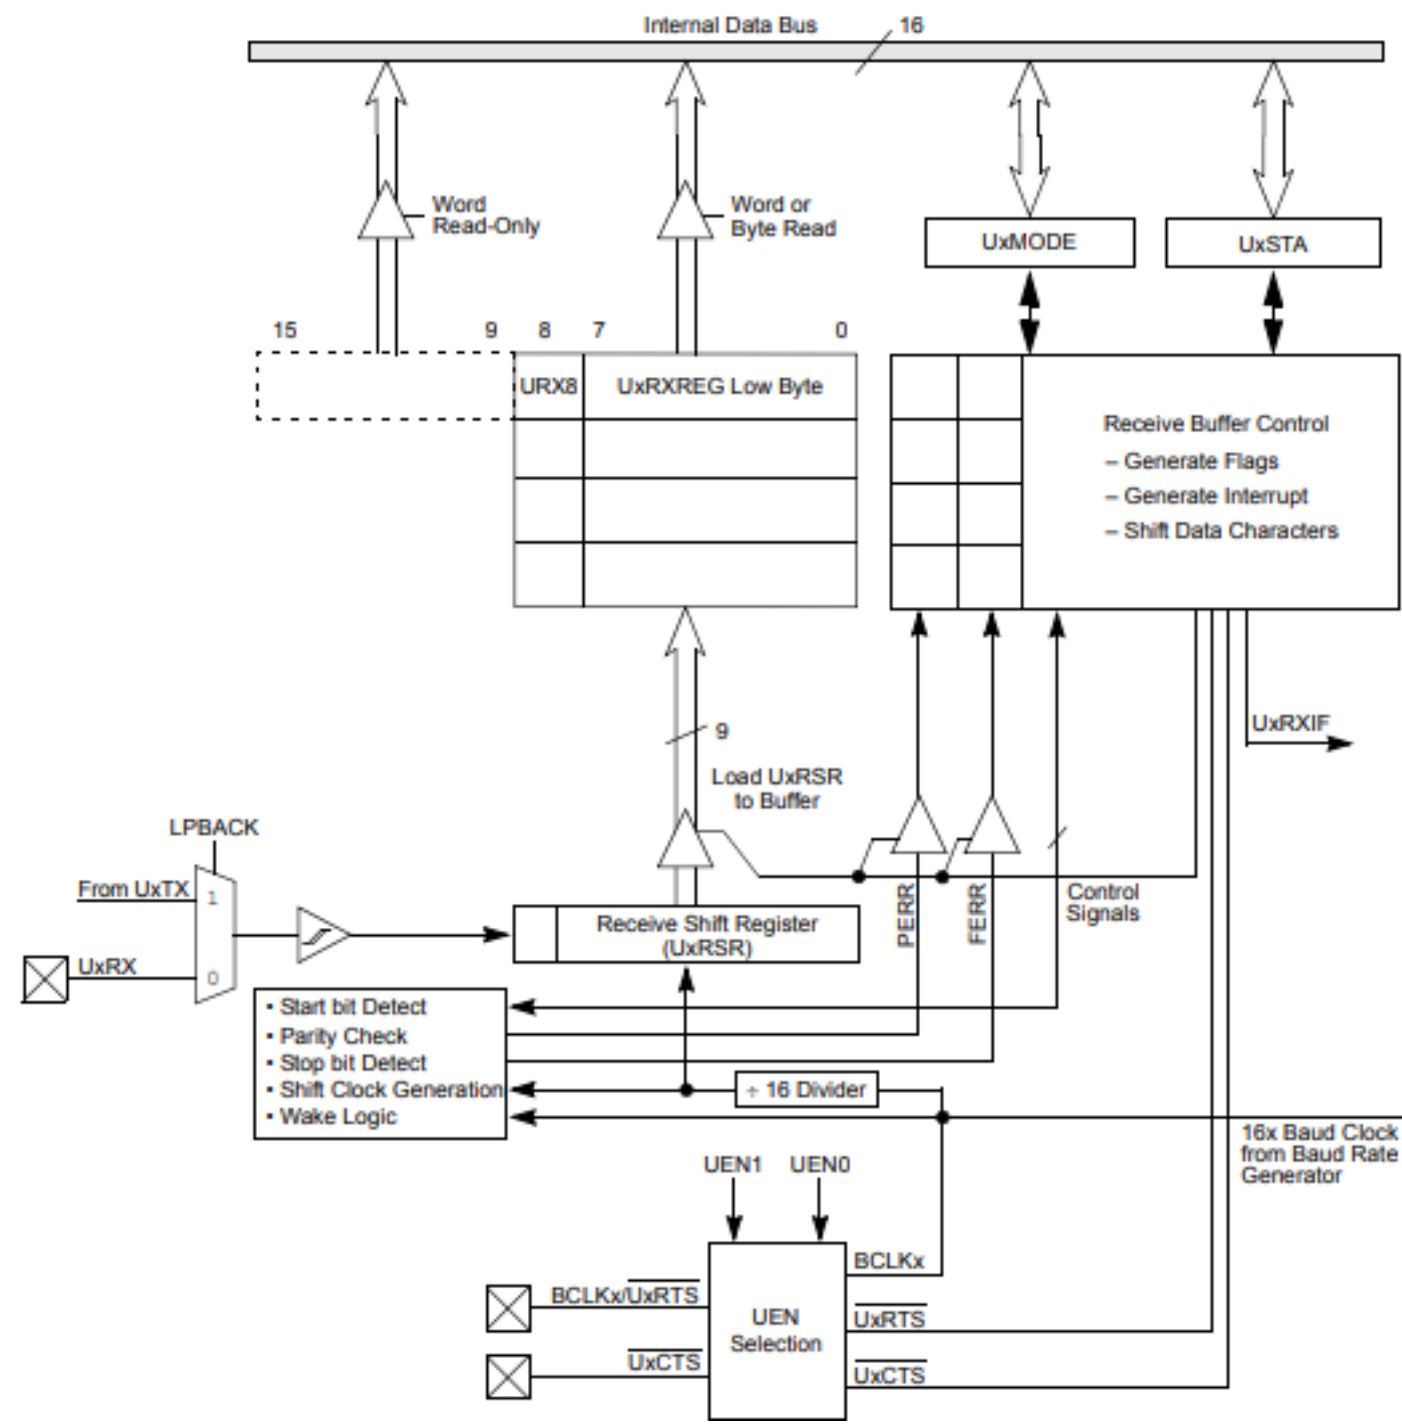 Internal Data Bus
16
Word
Read-Only
Word or
Byte Read
UxMODE
UxSTA
15
9
8
7
0
URX8
UxRXREG Low Byte
Receive Buffer Control
– Generate Flags
– Generate Interrupt
– Shift Data Characters
9
UxRXIF
Load UxRSR
to Buffer
LPBACK
From UxTX
1
UxRX
0
Receive Shift Register
(UxRSR)
PERR
FERR
Control
Signals
▪ Start bit Detect
▪ Parity Check
▪ Stop bit Detect
▪ Shift Clock Generation
▪ Wake Logic
÷ 16 Divider
16x Baud Clock
from Baud Rate
Generator
UEN1
UEN0
BCLKx
BCLKx/UxRTS
UEN
Selection
UxRTS
UxCTS
UxCTS